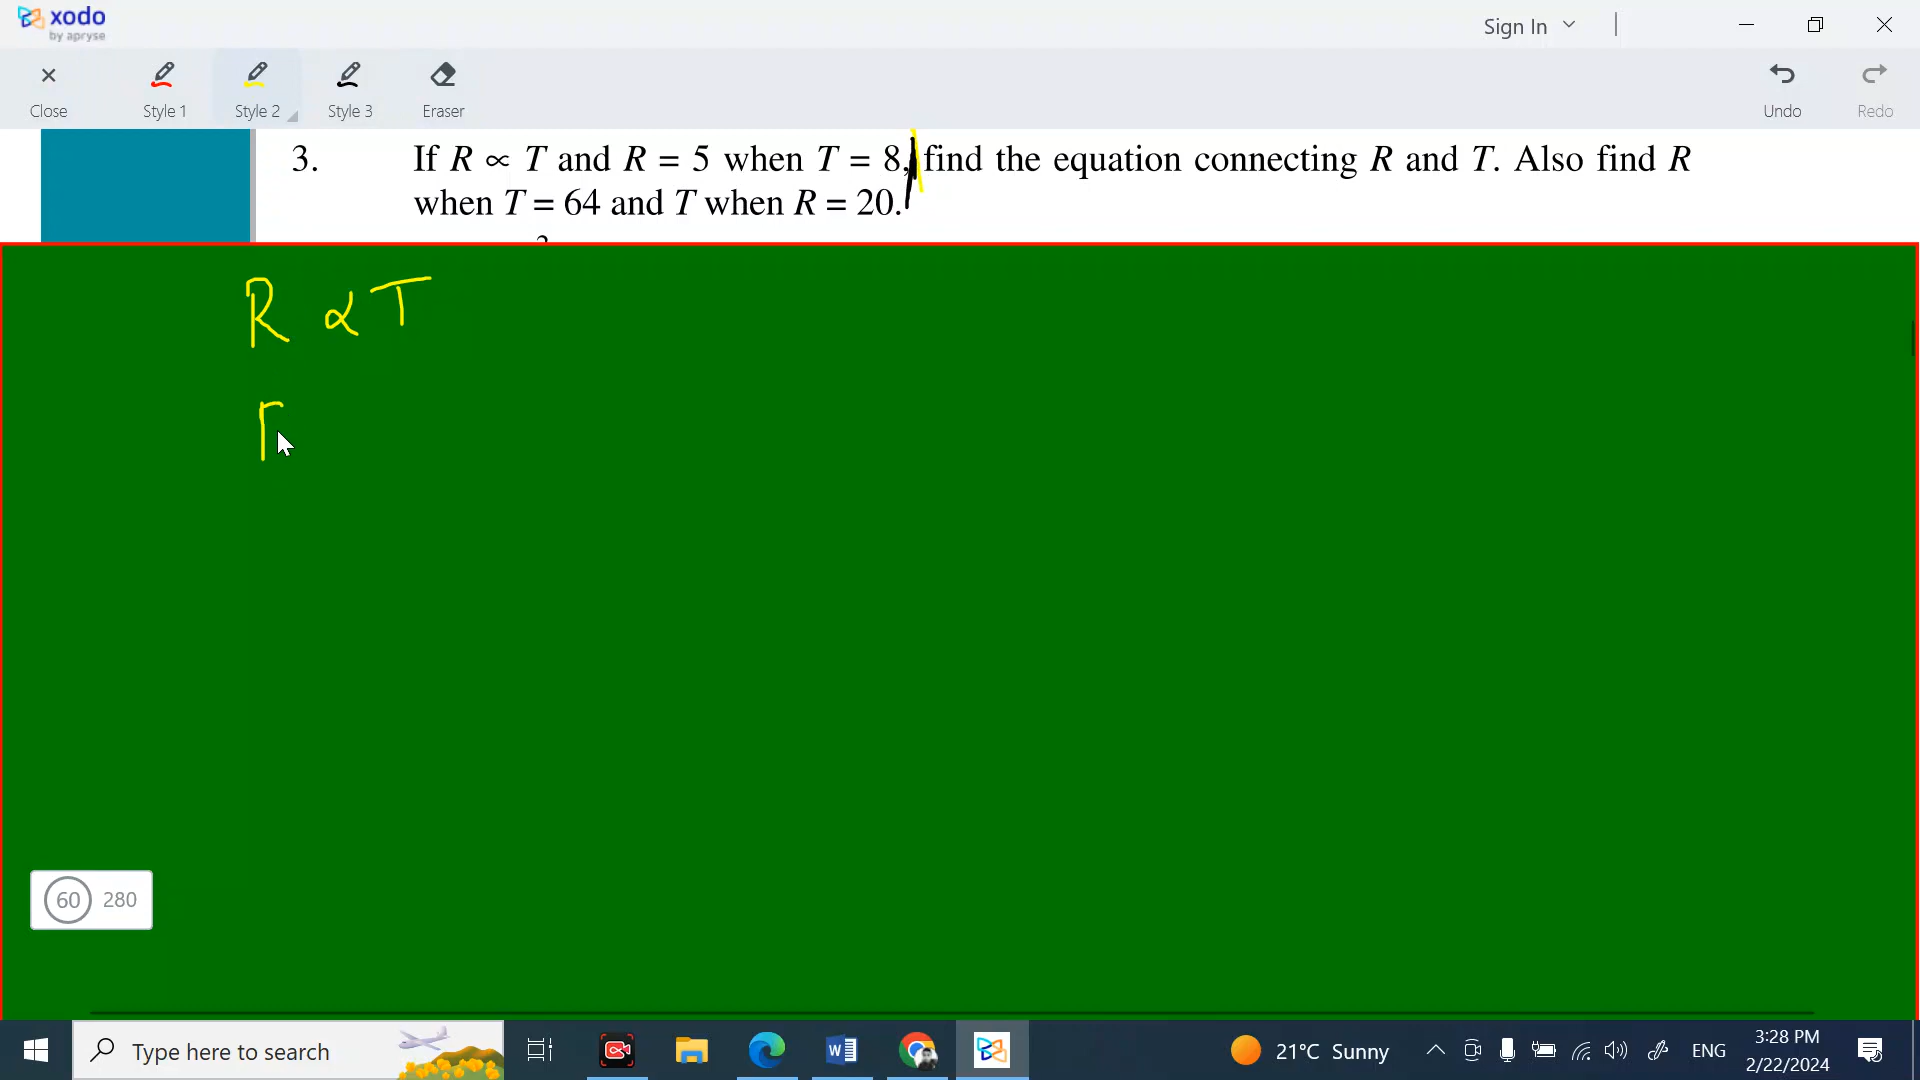 xodo
by apryse
Sign In
Close
Style 1
Style 2
Style 3
Eraser
Undo
Redo
3. If R ∝ T and R = 5 when T = 8, find the equation connecting R and T. Also find R
when T = 64 and T when R = 20.
R ∝ T
60 280
Type here to search
21°C Sunny
ENG
3:28 PM
2/22/2024